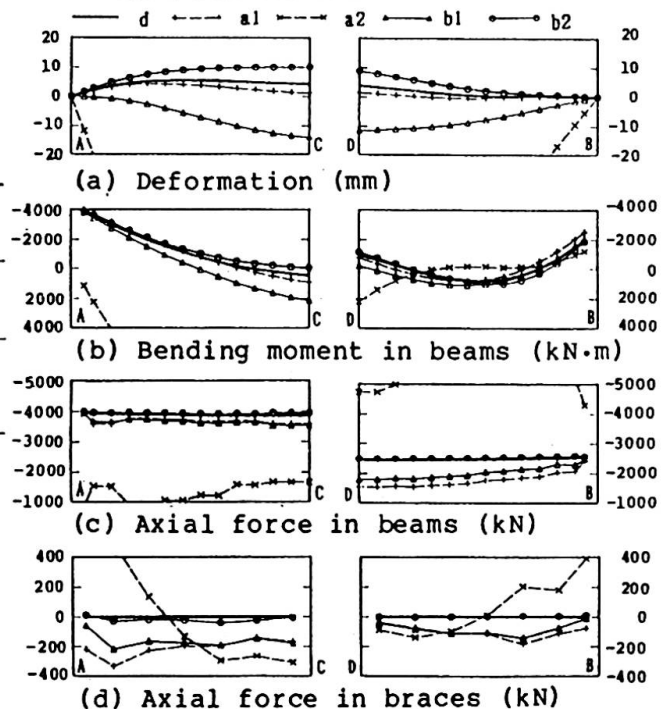 d a1 a2 b1 b2
20 20
10 10
0 0
-10 -10
20 A C D B 20
(a) Deformation (mm)
-4000 -4000
-2000 -2000
0 0
2000 2000
4000 A C D B 4000
(b) Bending moment in beams (kN·m)
-5000 -5000
-4000 -4000
-3000 -3000
-2000 -2000
-1000 A C D B -1000
(c) Axial force in beams (kN)
400 400
200 200
0 0
-200 -200
-400 A C D B -400
(d) Axial force in braces (kN)